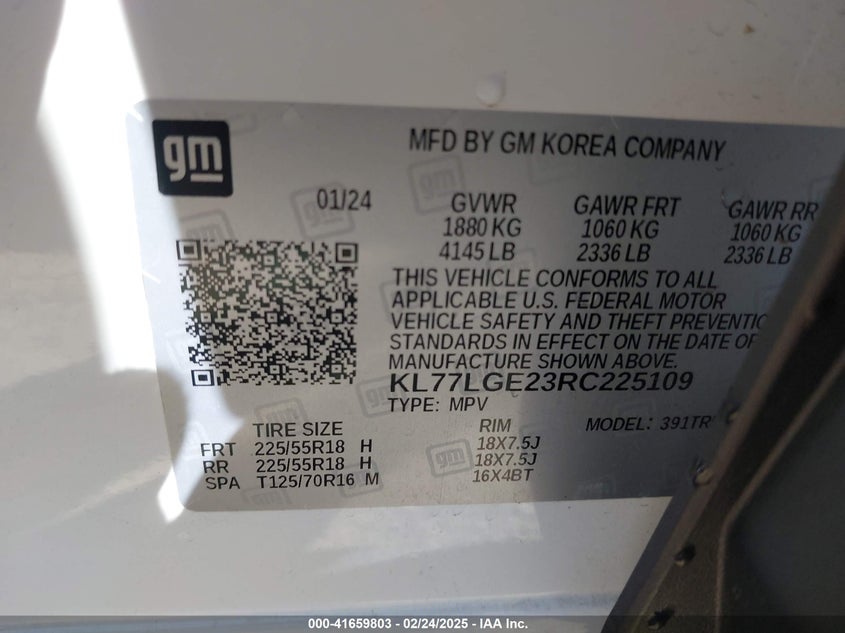 gm
MFD BY GM KOREA COMPANY
01/24
GVWR GAWR FRT GAWR RR
1880 KG 1060 KG 1060 KG
4145 LB 2336 LB 2336 LB
THIS VEHICLE CONFORMS TO ALL
APPLICABLE U.S. FEDERAL MOTOR
VEHICLE SAFETY AND THEFT PREVENTIO
STANDARDS IN EFFECT ON THE DATE OF
MANUFACTURE SHOWN ABOVE.
KL77LGE23RC225109
TYPE: MPV MODEL: 391TR
TIRE SIZE RIM
FRT 225/55R18 H 18X7.5J
RR 225/55R18 H 18X7.5J
SPA T125/70R16 M 16X4BT
000-41659803 - 02/24/2025 - IAA Inc.